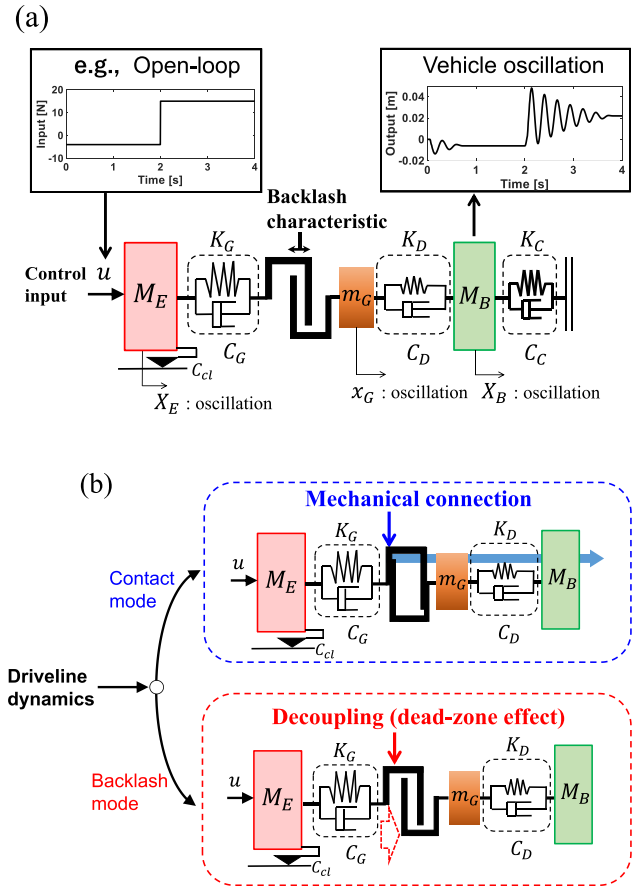 (a)
e.g., Open-loop
Input [N]
20
10
0
-10
0 1 2 3 4
Time [s]
Vehicle oscillation
Output [m]
0.04
0.02
0
-0.02
0 1 2 3 4
Time [s]
Backlash
characteristic
Control
input
u
M_E
K_G
C_G
m_G
K_D
C_D
M_B
K_C
C_C
C_cl
X_E : oscillation
x_G : oscillation
X_B : oscillation
(b)
Mechanical connection
Contact
mode
u
M_E
K_G
C_G
m_G
K_D
C_D
M_B
C_cl
Driveline
dynamics
Decoupling (dead-zone effect)
Backlash
mode
u
M_E
K_G
C_G
m_G
K_D
C_D
M_B
C_cl